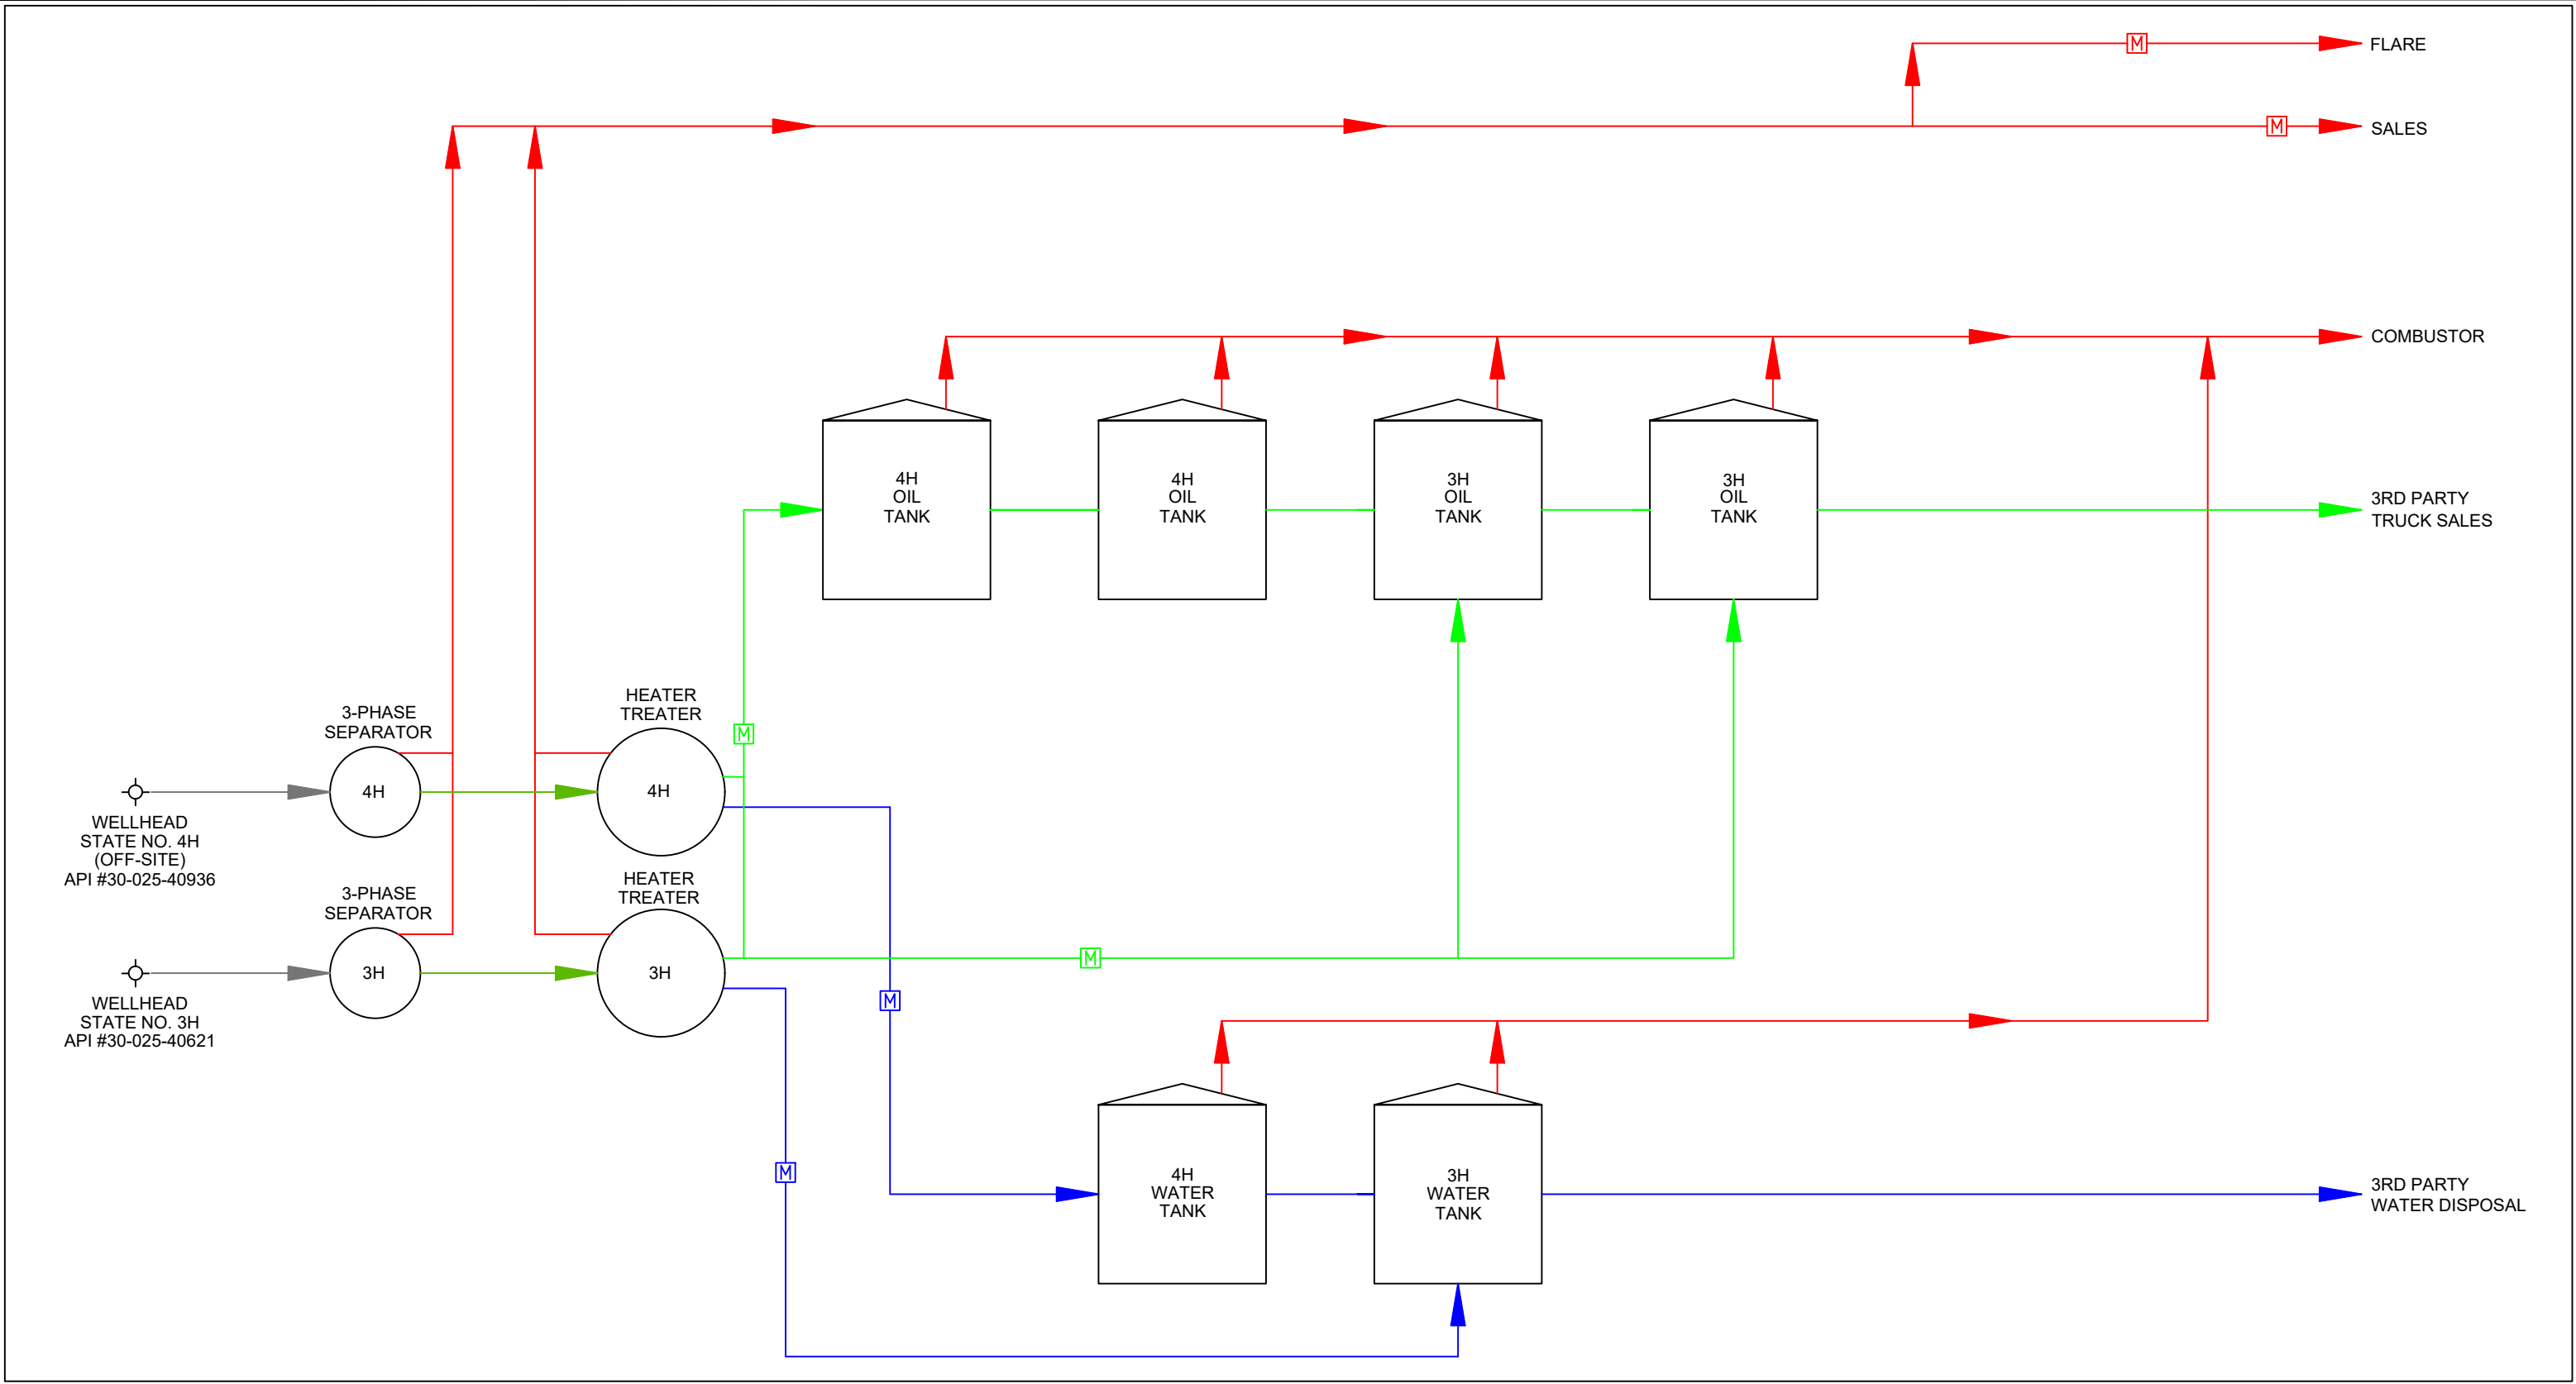 M
FLARE
M
SALES
COMBUSTOR
4H
OIL
TANK
4H
OIL
TANK
3H
OIL
TANK
3H
OIL
TANK
3RD PARTY
TRUCK SALES
3-PHASE
SEPARATOR
HEATER
TREATER
M
4H
4H
WELLHEAD
STATE NO. 4H
(OFF-SITE)
API #30-025-40936
3-PHASE
SEPARATOR
HEATER
TREATER
M
3H
3H
M
WELLHEAD
STATE NO. 3H
API #30-025-40621
M
4H
WATER
TANK
3H
WATER
TANK
3RD PARTY
WATER DISPOSAL